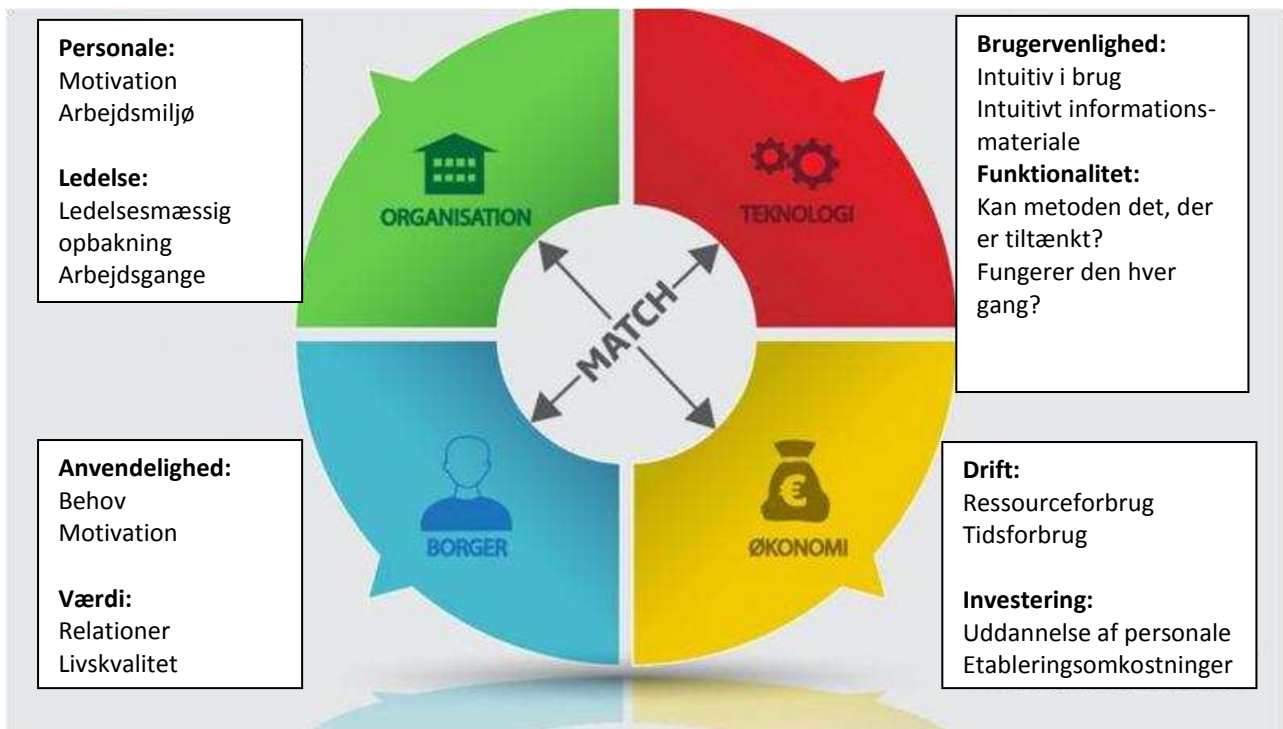 Personale:
Motivation
Arbejdsmiljø
Ledelse:
Ledelsesmæssig
opbakning
Arbejdsgange
ORGANISATION
TEKNOLOGI
Brugervenlighed:
Intuitiv i brug
Intuitivt informations-
materiale
Funktionalitet:
Kan metoden det, der
er tiltænkt?
Fungerer den hver
gang?
MATCH
Anvendelighed:
Behov
Motivation
Værdi:
Relationer
Livskvalitet
BORGER
€
ØKONOMI
Drift:
Ressourceforbrug
Tidsforbrug
Investering:
Uddannelse af personale
Etableringsomkostninger